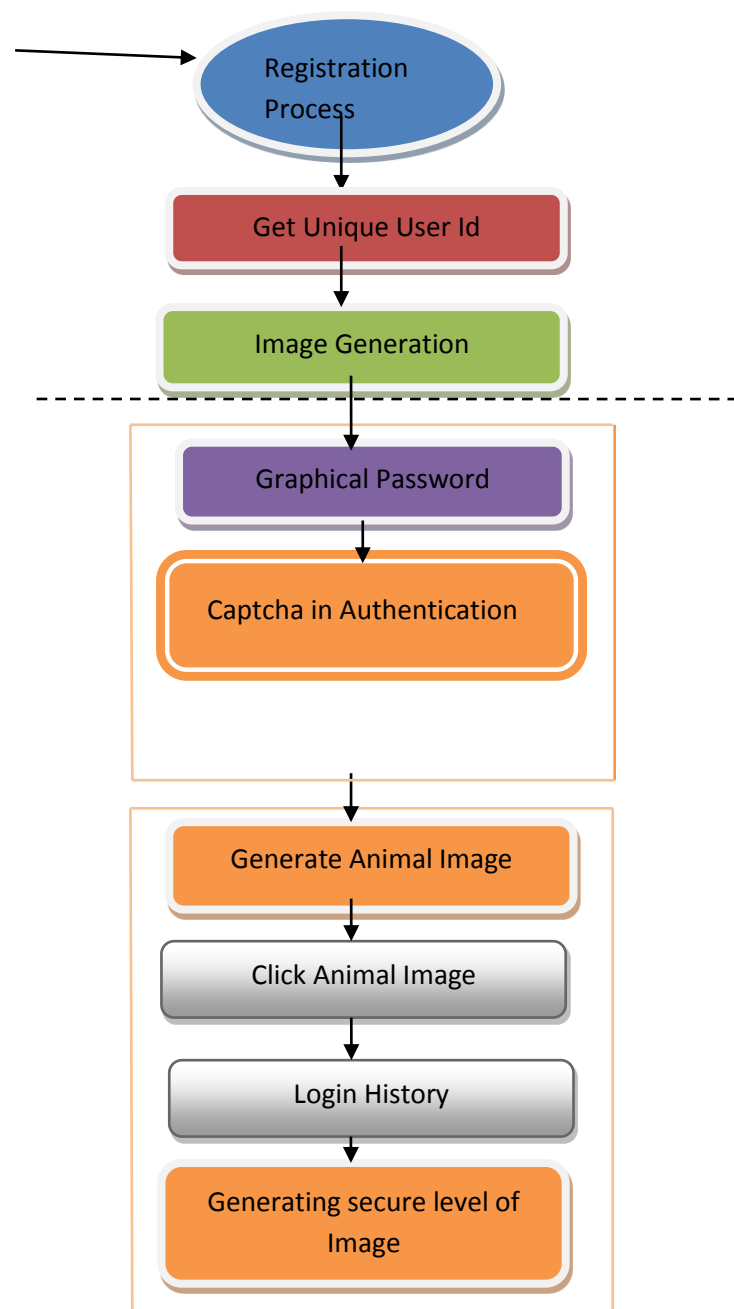 Registration
Process
Get Unique User Id
Image Generation
Graphical Password
Captcha in Authentication
Generate Animal Image
Click Animal Image
Login History
Generating secure level of
Image